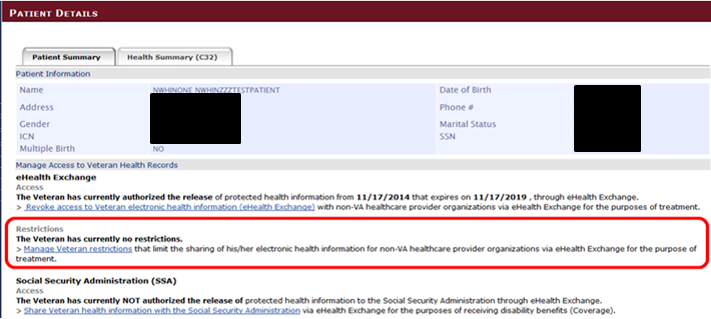 PATIENT DETAILS
Patient Summary Health Summary (C32)
Patient Information
Name NWHINONE NWHINZZZTESTPATIENT Date of Birth
Address Phone #
Gender Marital Status
ICN SSN
Multiple Birth NO
Manage Access to Veteran Health Records
eHealth Exchange
Access
The Veteran has currently authorized the release of protected health information from 11/17/2014 that expires on 11/17/2019 , through eHealth Exchange.
> Revoke access to Veteran electronic health information (eHealth Exchange) with non-VA healthcare provider organizations via eHealth Exchange for the purposes of treatment.
Restrictions
The Veteran has currently no restrictions.
> Manage Veteran restrictions that limit the sharing of his/her electronic health information for non-VA healthcare provider organizations via eHealth Exchange for the purpose of
treatment.
Social Security Administration (SSA)
Access
The Veteran has currently NOT authorized the release of protected health information to the Social Security Administration through eHealth Exchange.
> Share Veteran health information with the Social Security Administration via eHealth Exchange for the purposes of receiving disability benefits (Coverage).